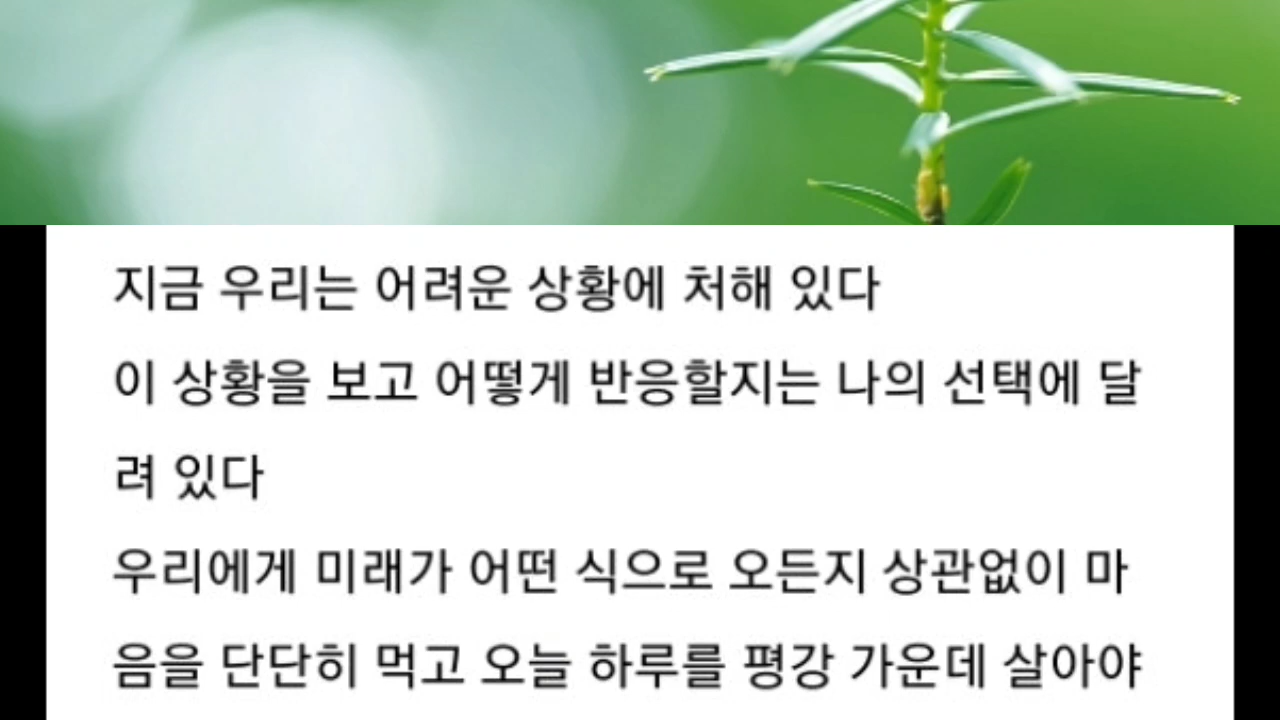 지금 우리는 어려운 상황에 처해 있다
이 상황을 보고 어떻게 반응할지는 나의 선택에 달
려 있다
우리에게 미래가 어떤 식으로 오든지 상관없이 마
음을 단단히 먹고 오늘 하루를 평강 가운데 살아야